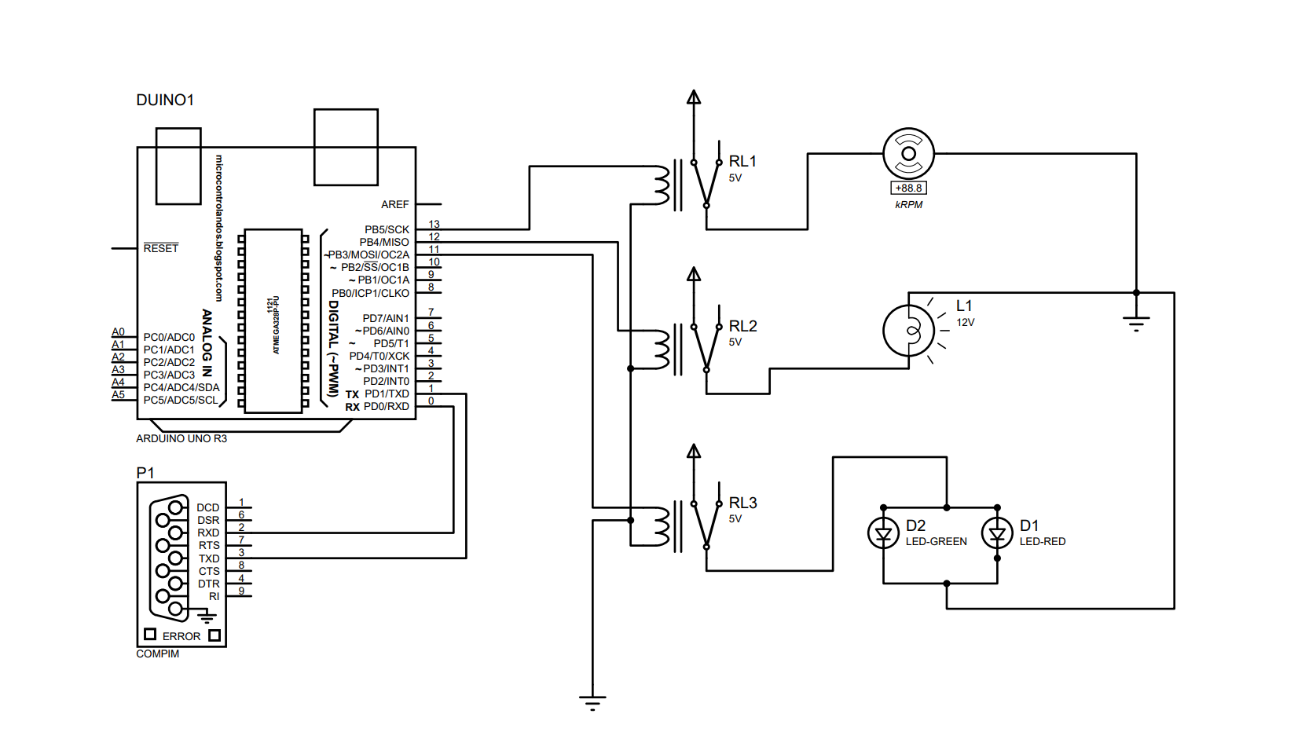 DUINO1
microcontrolandos.blogspot.com
RESET
AREF
PB5/SCK 13
PB4/MISO 12
~PB3/MOSI/OC2A 11
~ PB2/SS/OC1B 10
~ PB1/OC1A 9
PB0/ICP1/CLKO 8
PD7/AIN1 7
~PD6/AIN0 6
~ PD5/T1 5
PD4/T0/XCK 4
~PD3/INT1 3
PD2/INT0 2
TX PD1/TXD 1
RX PD0/RXD 0
DIGITAL (~PWM)
1121
ATMEGA328P-PU
ANALOG IN
A0 PC0/ADC0
A1 PC1/ADC1
A2 PC2/ADC2
A3 PC3/ADC3
A4 PC4/ADC4/SDA
A5 PC5/ADC5/SCL
ARDUINO UNO R3
P1
DCD 1
DSR 6
RXD 2
RTS 7
TXD 3
CTS 8
DTR 4
RI 9
ERROR
COMPIM
RL1
5V
+88.8
kRPM
RL2
5V
L1
12V
RL3
5V
D2
LED-GREEN
D1
LED-RED